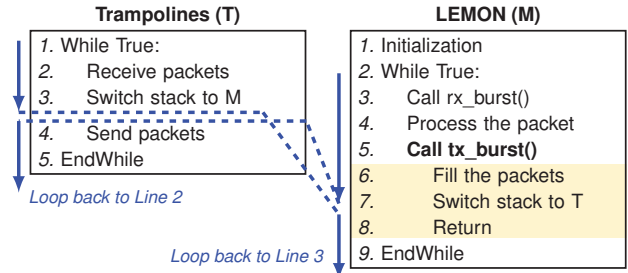 Trampolines (T)
1. While True:
2. Receive packets
3. Switch stack to M
4. Send packets
5. EndWhile
Loop back to Line 2
LEMON (M)
1. Initialization
2. While True:
3. Call rx_burst()
4. Process the packet
5. Call tx_burst()
6. Fill the packets
7. Switch stack to T
8. Return
9. EndWhile
Loop back to Line 3